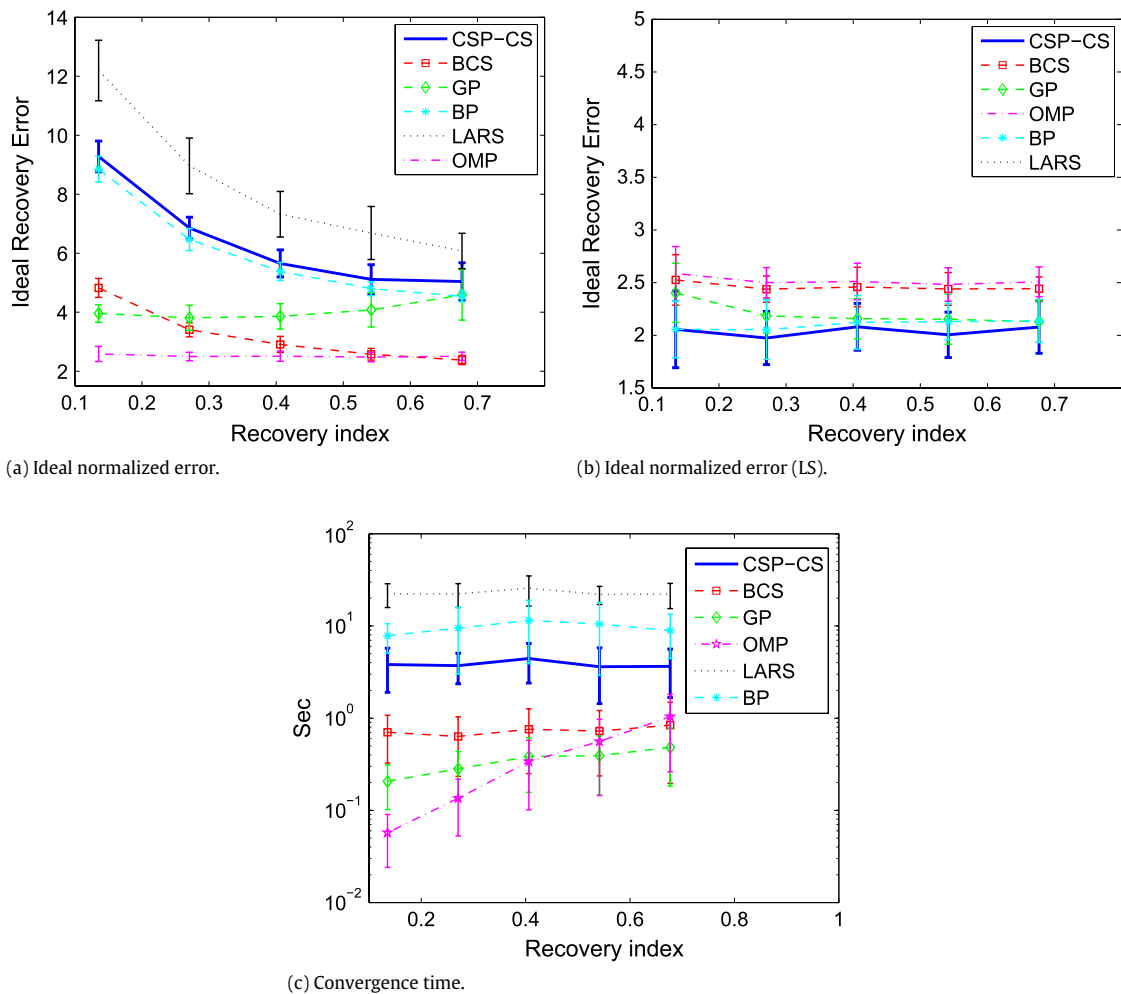 14
12
10
8
6
4
2
Ideal Recovery Error
0.1 0.2 0.3 0.4 0.5 0.6 0.7
Recovery index
CSP−CS
BCS
GP
BP
LARS
OMP
(a) Ideal normalized error.
5
4.5
4
3.5
3
2.5
2
1.5
Ideal Recovery Error
0.1 0.2 0.3 0.4 0.5 0.6 0.7
Recovery index
CSP−CS
BCS
GP
OMP
BP
LARS
(b) Ideal normalized error (LS).
10^2
10^1
10^0
10^−1
10^−2
Sec
0.2 0.4 0.6 0.8 1
Recovery index
CSP−CS
BCS
GP
OMP
LARS
BP
(c) Convergence time.